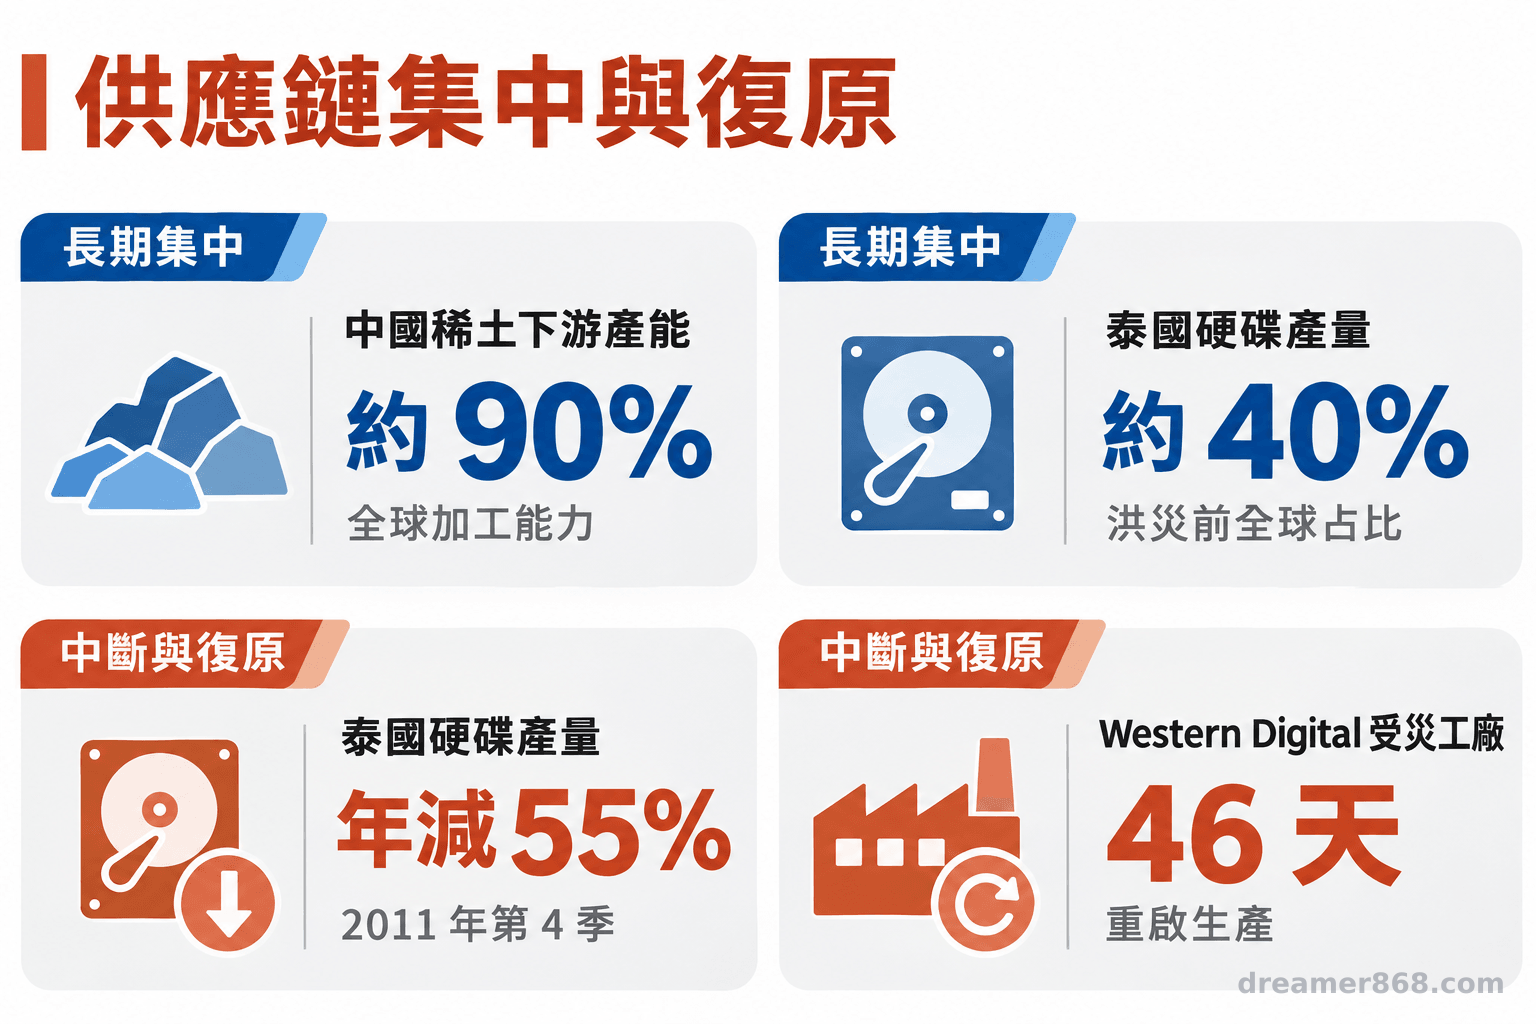 供應鏈集中與復原
長期集中
中國稀土下游產能
約 90%
全球加工能力
長期集中
泰國硬碟產量
約 40%
洪災前全球占比
中斷與復原
泰國硬碟產量
年減 55%
2011 年第 4 季
中斷與復原
Western Digital 受災工廠
46 天
重啟生產
dreamer868.com